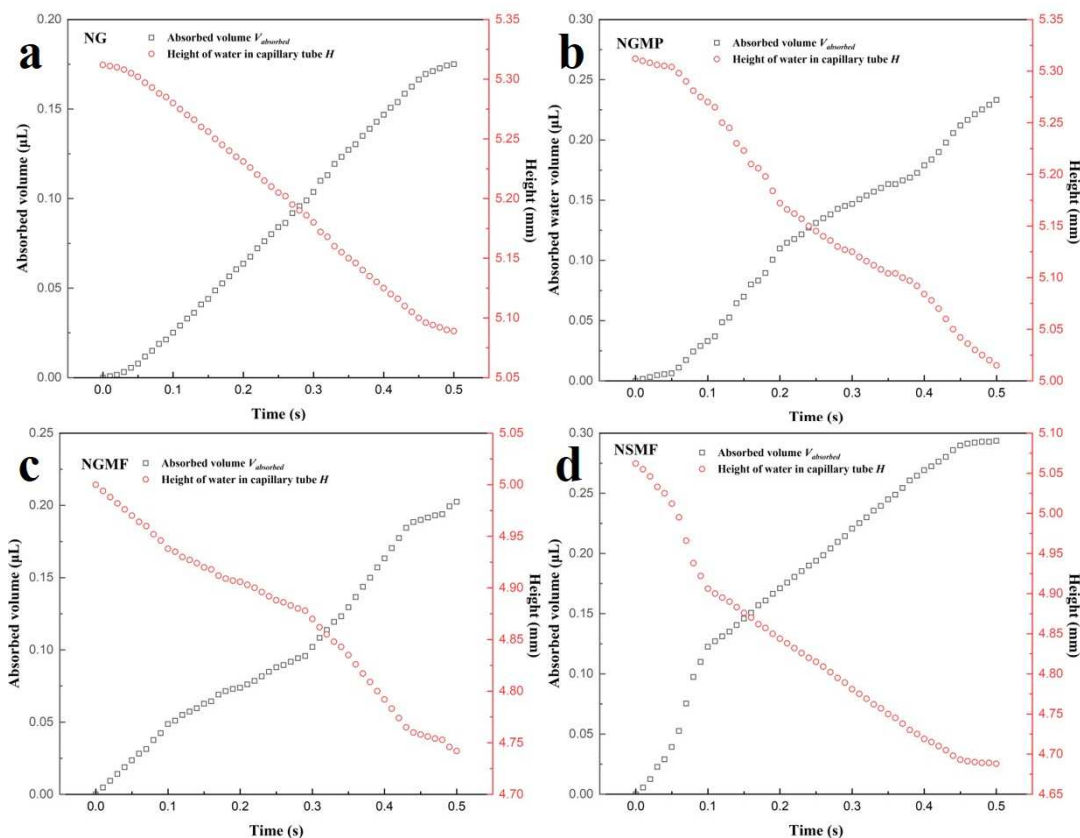 a
NG
Absorbed volume V_absorbed
Height of water in capillary tube H
0.20
0.15
0.10
0.05
0.00
Absorbed volume (μL)
0.0 0.1 0.2 0.3 0.4 0.5
Time (s)
5.35
5.30
5.25
5.20
5.15
5.10
5.05
Height (mm)
b
NGMP
Absorbed volume V_absorbed
Height of water in capillary tube H
0.30
0.25
0.20
0.15
0.10
0.05
0.00
Absorbed water volume (μL)
0.0 0.1 0.2 0.3 0.4 0.5
Time (s)
5.35
5.30
5.25
5.20
5.15
5.10
5.05
5.00
Height (mm)
c
NGMF
Absorbed volume V_absorbed
Height of water in capillary tube H
0.25
0.20
0.15
0.10
0.05
0.00
Absorbed volume (μL)
0.0 0.1 0.2 0.3 0.4 0.5
Time (s)
5.05
5.00
4.95
4.90
4.85
4.80
4.75
4.70
Height (mm)
d
NSMF
Absorbed volume V_absorbed
Height of water in capillary tube H
0.30
0.25
0.20
0.15
0.10
0.05
0.00
Absorbed volume (μL)
0.0 0.1 0.2 0.3 0.4 0.5
Time (s)
5.10
5.05
5.00
4.95
4.90
4.85
4.80
4.75
4.70
4.65
Height (mm)